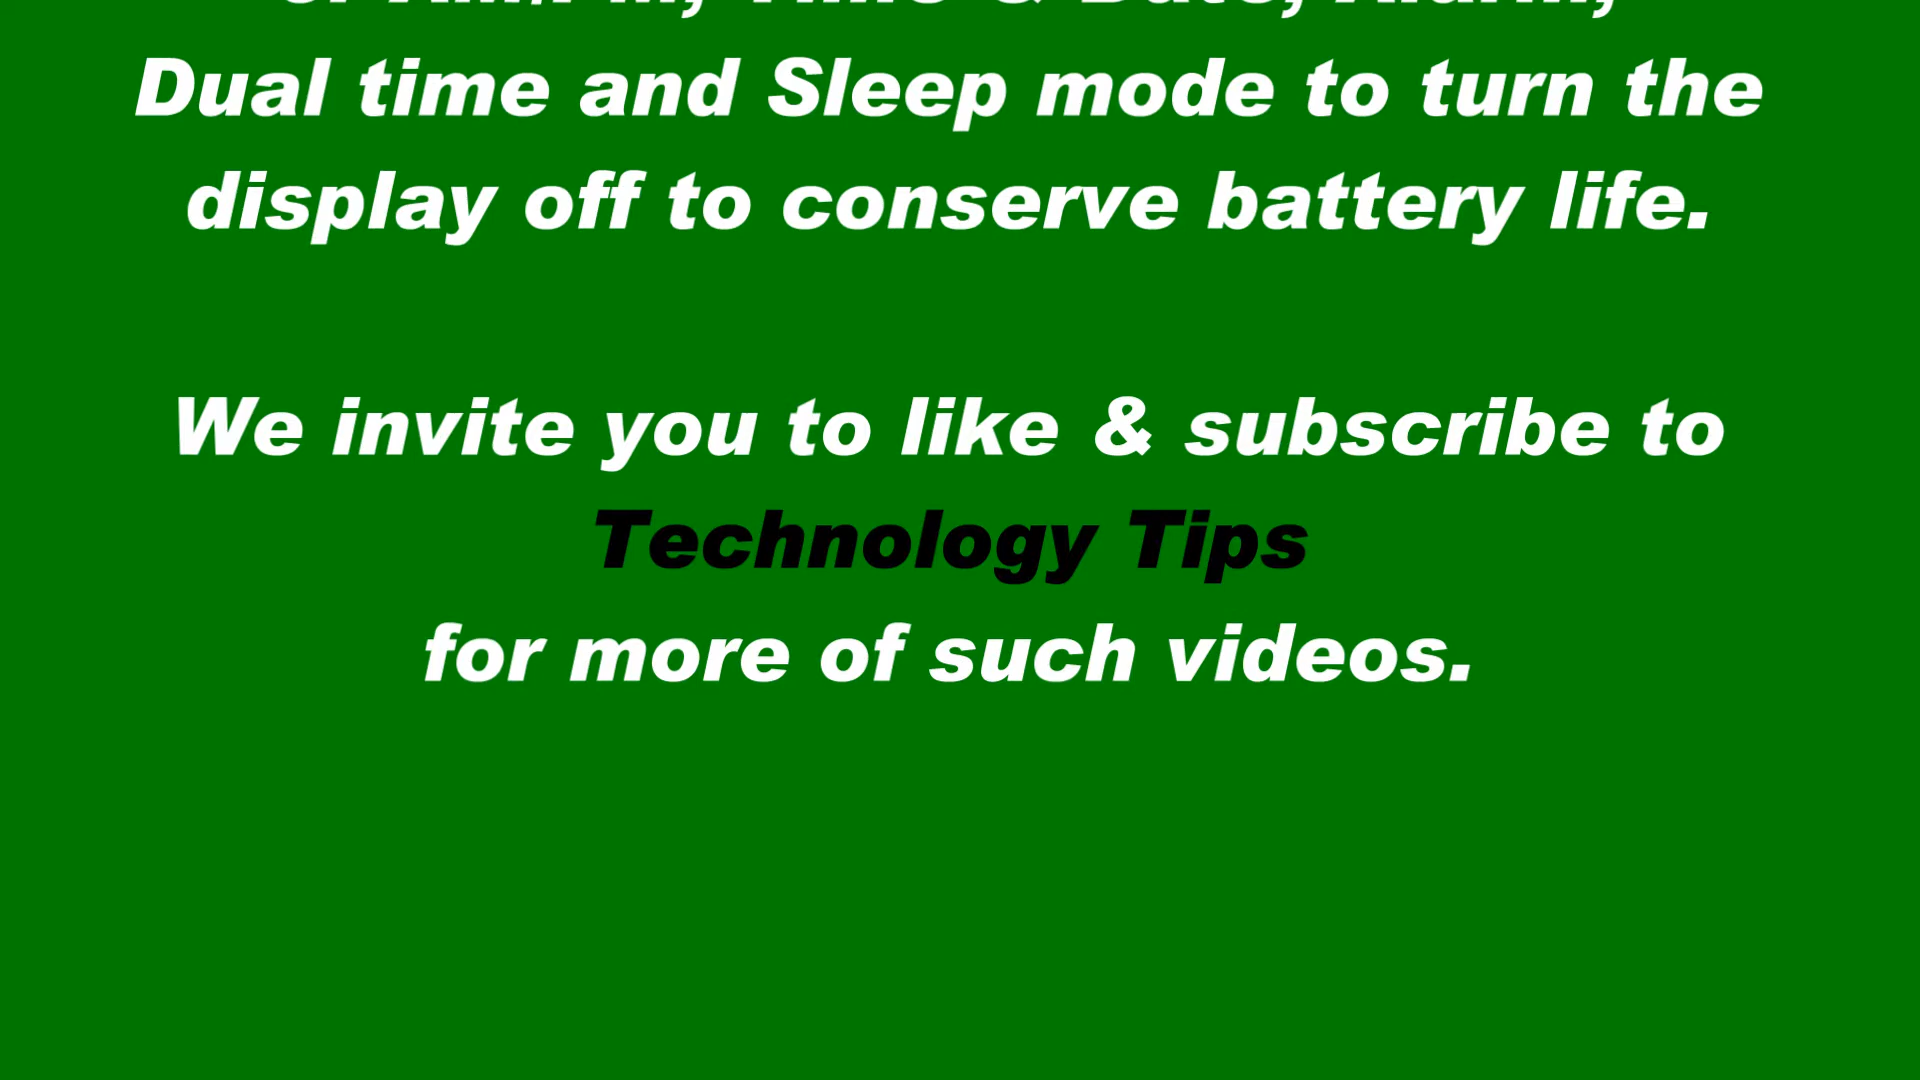 Dual time and Sleep mode to turn the
display off to conserve battery life.
We invite you to like & subscribe to
Technology Tips
for more of such videos.